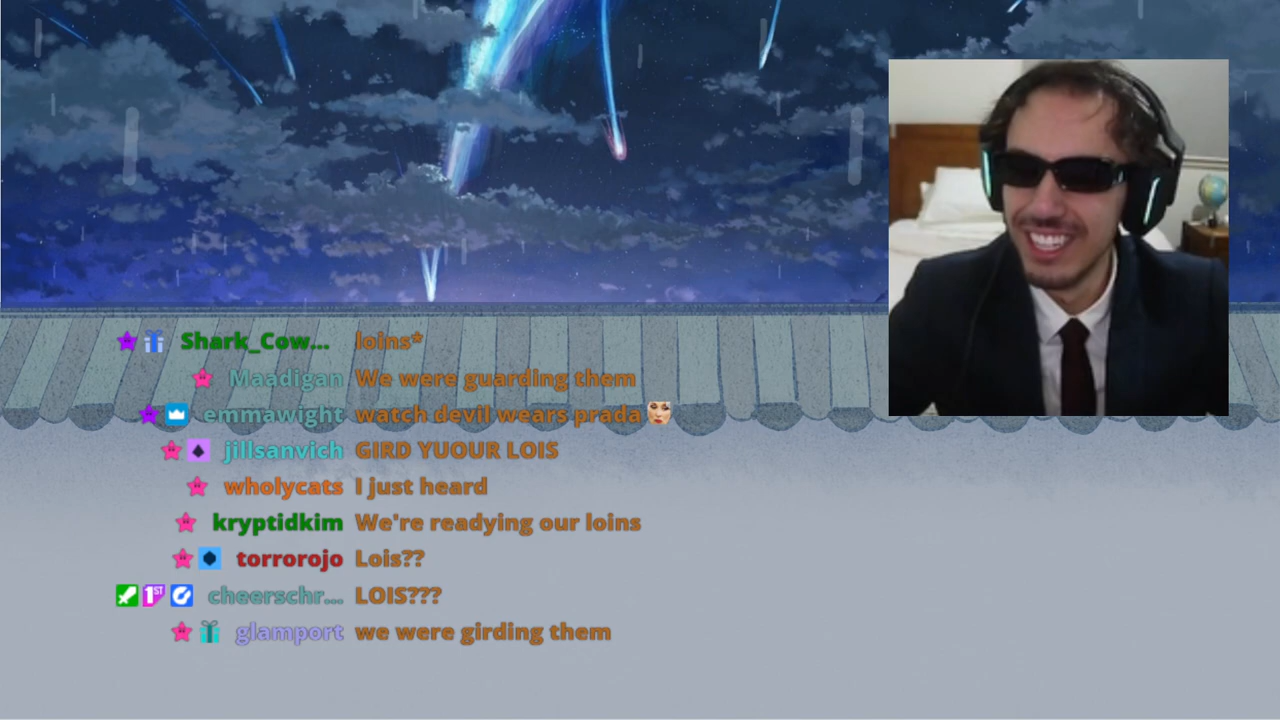 Shark_Cow... loins*
Maadigan We were guarding them
emmawight watch devil wears prada
jillsanvich GIRD YUOUR LOIS
wholycats I just heard
kryptidkim We're readying our loins
torrorojo Lois??
1ST cheerschr... LOIS???
glamport we were girding them